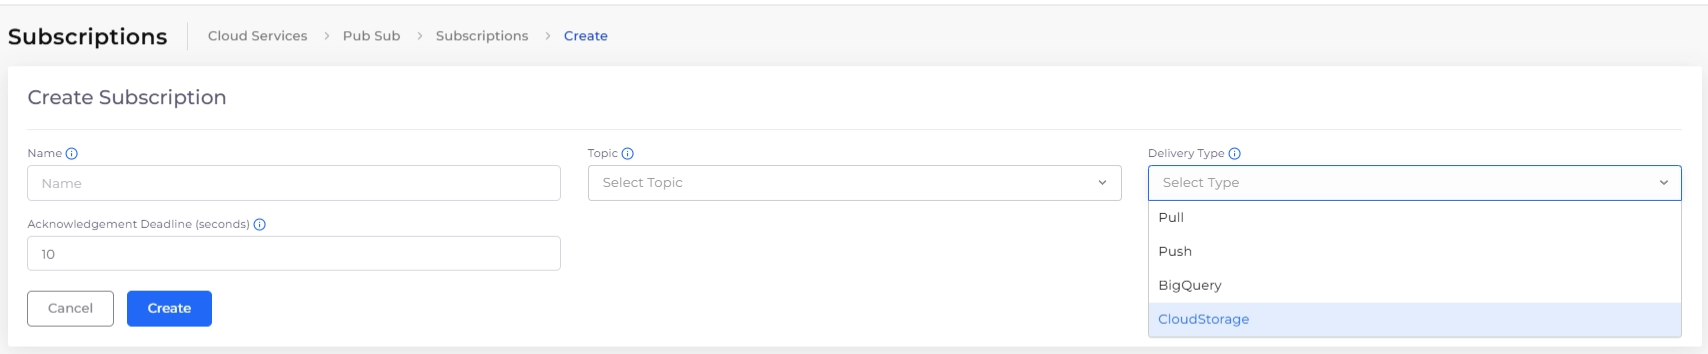 Subscriptions
Cloud Services > Pub Sub > Subscriptions > Create
Create Subscription
Name
Name
Topic
Select Topic
Delivery Type
Select Type
Pull
Push
BigQuery
CloudStorage
Acknowledgement Deadline (seconds)
10
Cancel
Create